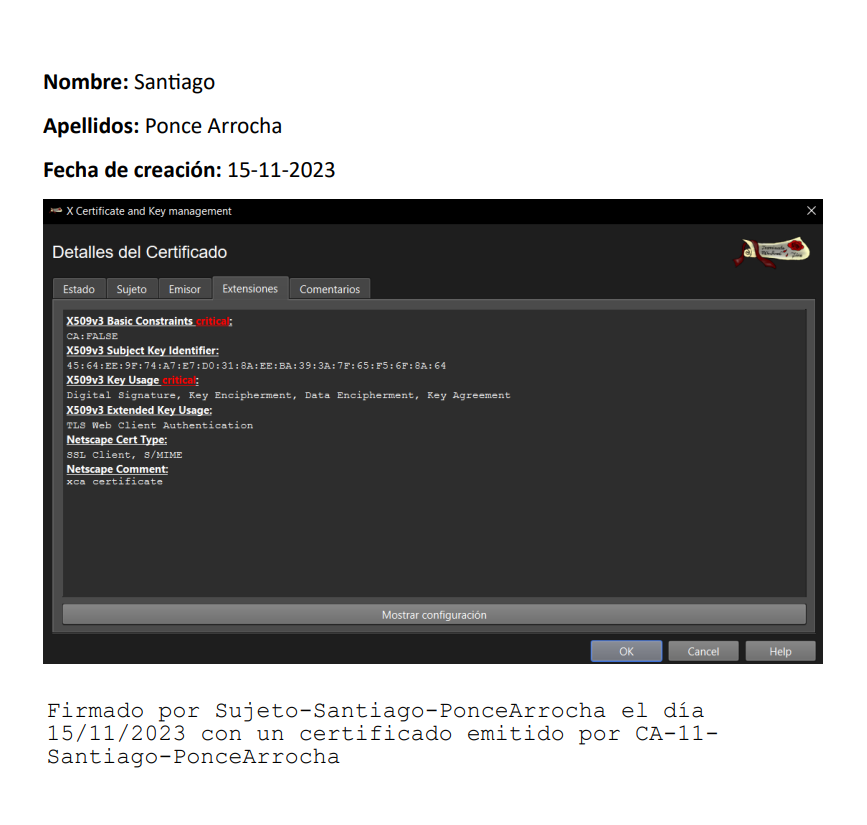 Nombre: Santiago
Apellidos: Ponce Arrocha
Fecha de creación: 15-11-2023
X Certificate and Key management
Detalles del Certificado
Estado Sujeto Emisor Extensiones Comentarios
X509v3 Basic Constraints critical:
CA:FALSE
X509v3 Subject Key Identifier:
45:64:EE:9F:74:A7:E7:D0:31:8A:EE:BA:39:3A:7F:65:F5:6F:8A:64
X509v3 Key Usage critical:
Digital Signature, Key Encipherment, Data Encipherment, Key Agreement
X509v3 Extended Key Usage:
TLS Web Client Authentication
Netscape Cert Type:
SSL Client, S/MIME
Netscape Comment:
xca certificate
Mostrar configuración
OK Cancel Help
Firmado por Sujeto-Santiago-PonceArrocha el día
15/11/2023 con un certificado emitido por CA-11-
Santiago-PonceArrocha